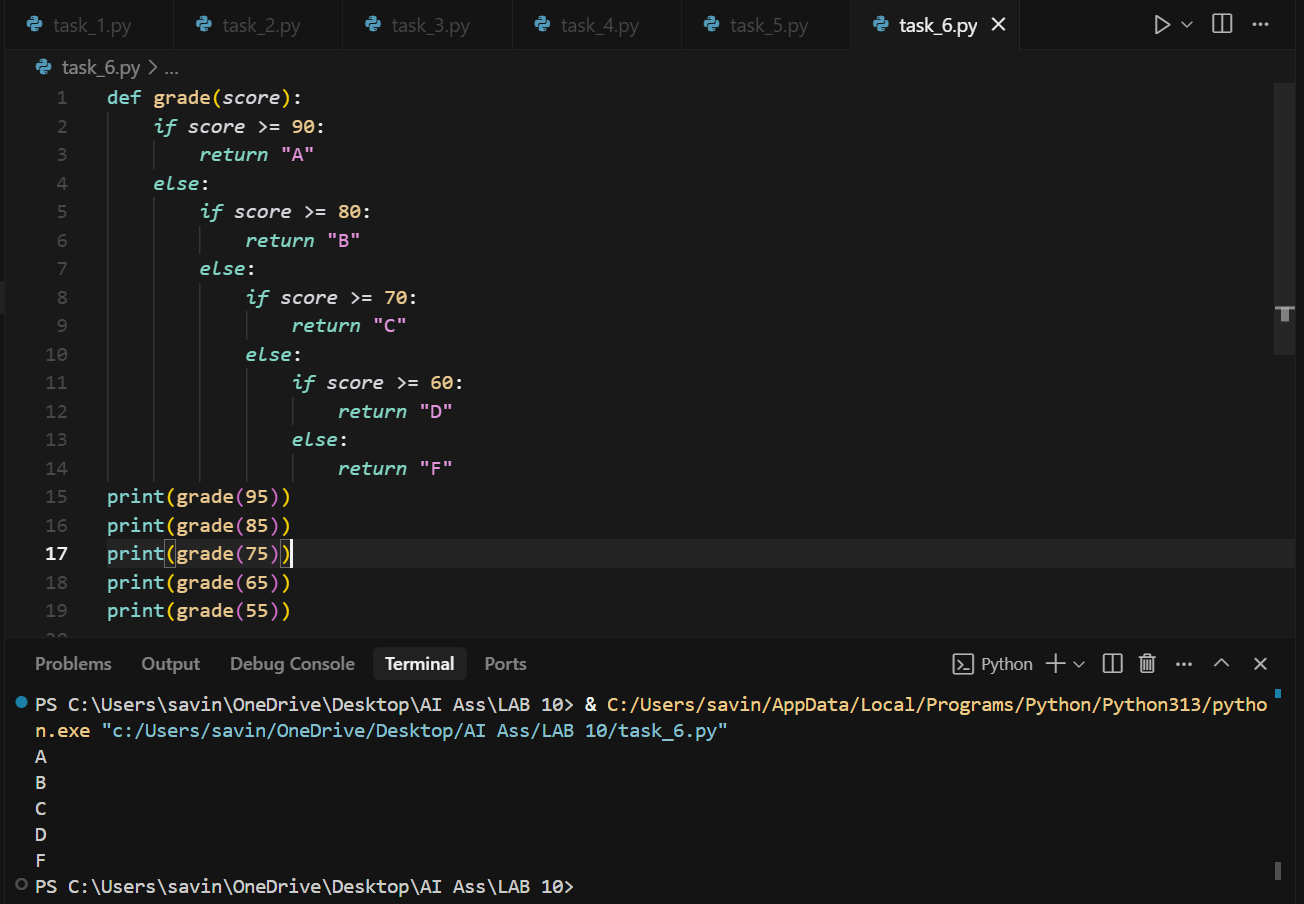 task_1.py task_2.py task_3.py task_4.py task_5.py task_6.py
task_6.py > ...
1 def grade(score):
2     if score >= 90:
3         return "A"
4     else:
5         if score >= 80:
6             return "B"
7         else:
8             if score >= 70:
9                 return "C"
10             else:
11                 if score >= 60:
12                     return "D"
13                 else:
14                     return "F"
15 print(grade(95))
16 print(grade(85))
17 print(grade(75))
18 print(grade(65))
19 print(grade(55))
20
Problems Output Debug Console Terminal Ports Python
PS C:\Users\savin\OneDrive\Desktop\AI Ass\LAB 10> & C:/Users/savin/AppData/Local/Programs/Python/Python313/pytho
n.exe "c:/Users/savin/OneDrive/Desktop/AI Ass/LAB 10/task_6.py"
A
B
C
D
F
PS C:\Users\savin\OneDrive\Desktop\AI Ass\LAB 10>